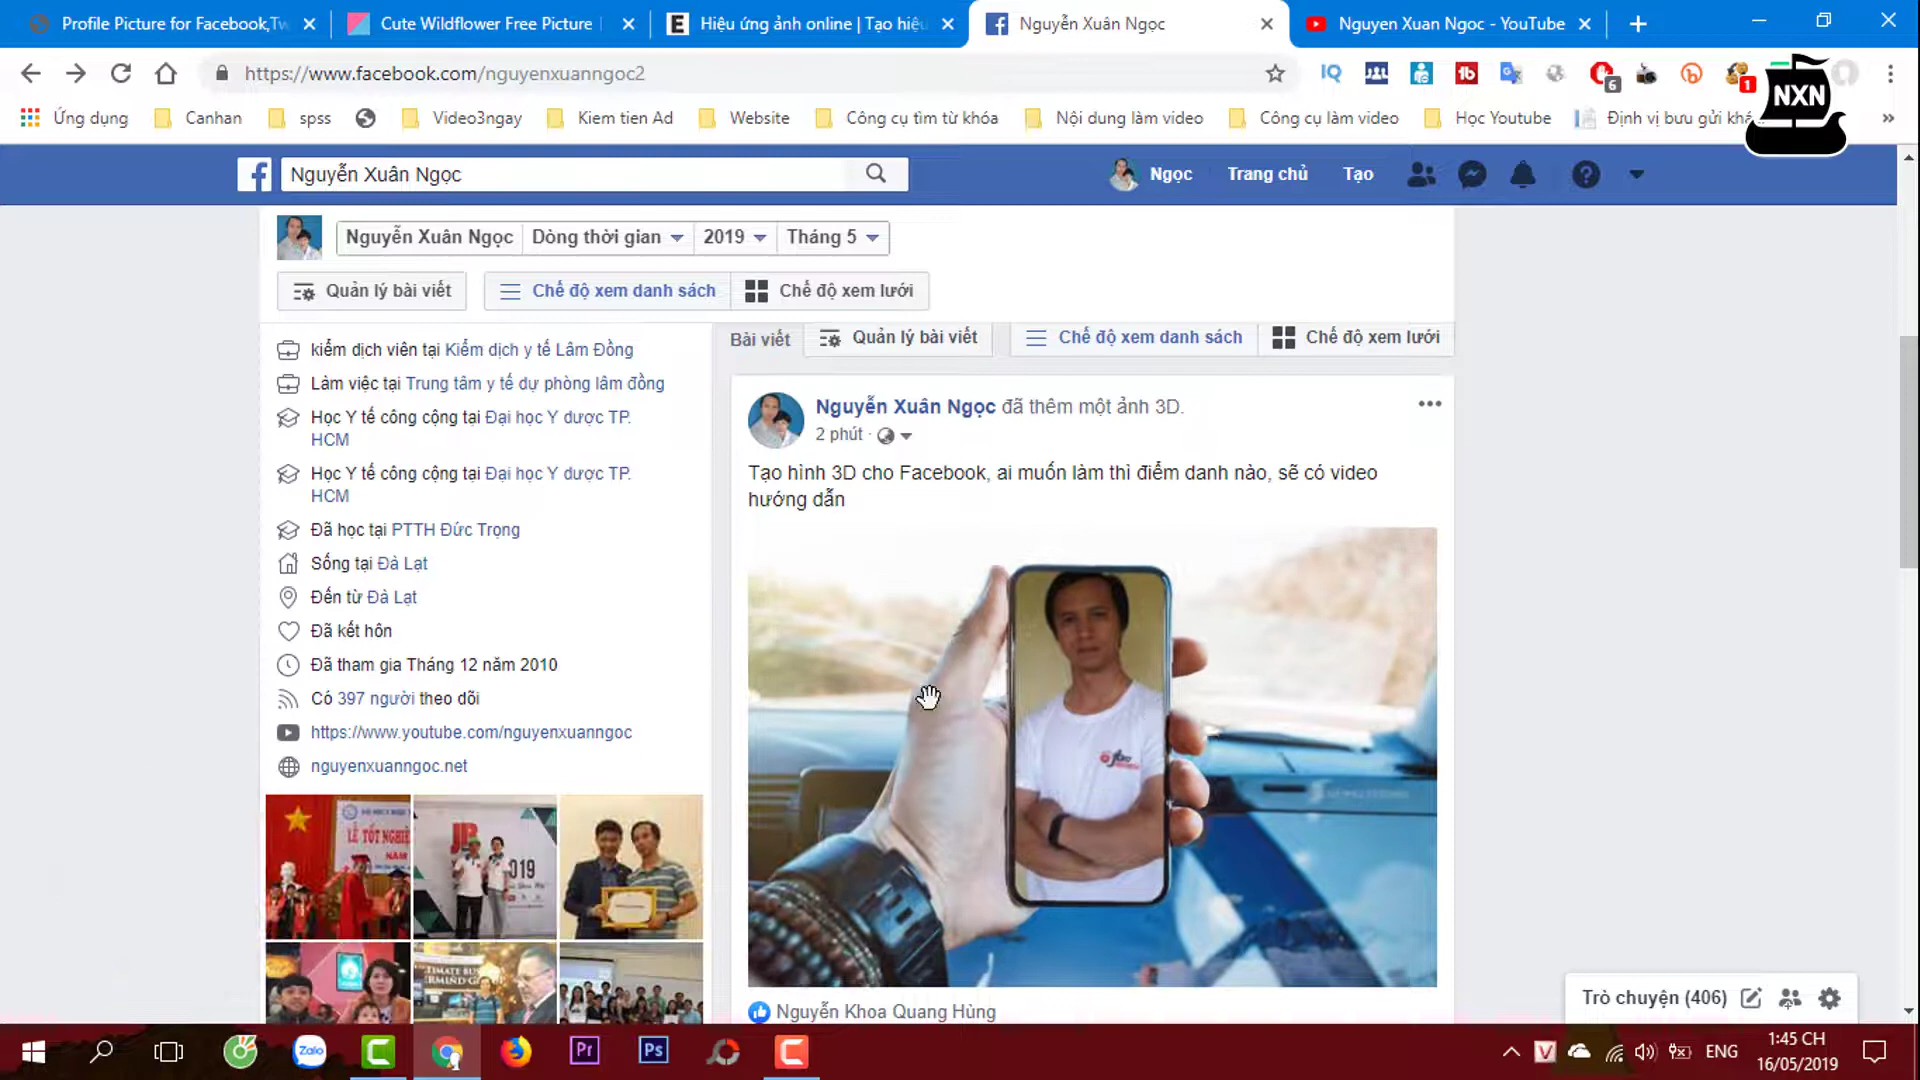 Profile Picture for Facebook,Tw
Cute Wildflower Free Picture
Hiệu ứng ảnh online | Tạo hiệu
Nguyễn Xuân Ngọc
Nguyen Xuan Ngoc - YouTube
https://www.facebook.com/nguyenxuanngoc2
NXN
Ứng dụng
Canhan
spss
Video3ngay
Kiem tien Ad
Website
Công cụ tìm từ khóa
Nội dung làm video
Công cụ làm video
Học Youtube
Định vị bưu gửi
Nguyễn Xuân Ngọc
Ngọc
Trang chủ
Tạo
Nguyễn Xuân Ngọc
Dòng thời gian
2019
Tháng 5
Quản lý bài viết
Chế độ xem danh sách
Chế độ xem lưới
Bài viết
Quản lý bài viết
Chế độ xem danh sách
Chế độ xem lưới
kiểm dịch viên tại Kiểm dịch y tế Lâm Đồng
Làm việc tại Trung tâm y tế dự phòng lâm đồng
Học Y tế công cộng tại Đại học Y dược TP.
HCM
Học Y tế công cộng tại Đại học Y dược TP.
HCM
Đã học tại PTTH Đức Trọng
Sống tại Đà Lạt
Đến từ Đà Lạt
Đã kết hôn
Đã tham gia Tháng 12 năm 2010
Có 397 người theo dõi
https://www.youtube.com/nguyenxuanngoc
nguyenxuanngoc.net
Nguyễn Xuân Ngọc đã thêm một ảnh 3D.
2 phút
Tạo hình 3D cho Facebook, ai muốn làm thì điểm danh nào, sẽ có video
hướng dẫn
LỄ TỐT NGHIỆ
NAM
019
Nguyễn Khoa Quang Hùng
Trò chuyện (406)
Zalo
Pr
Ps
ENG
1:45 CH
16/05/2019